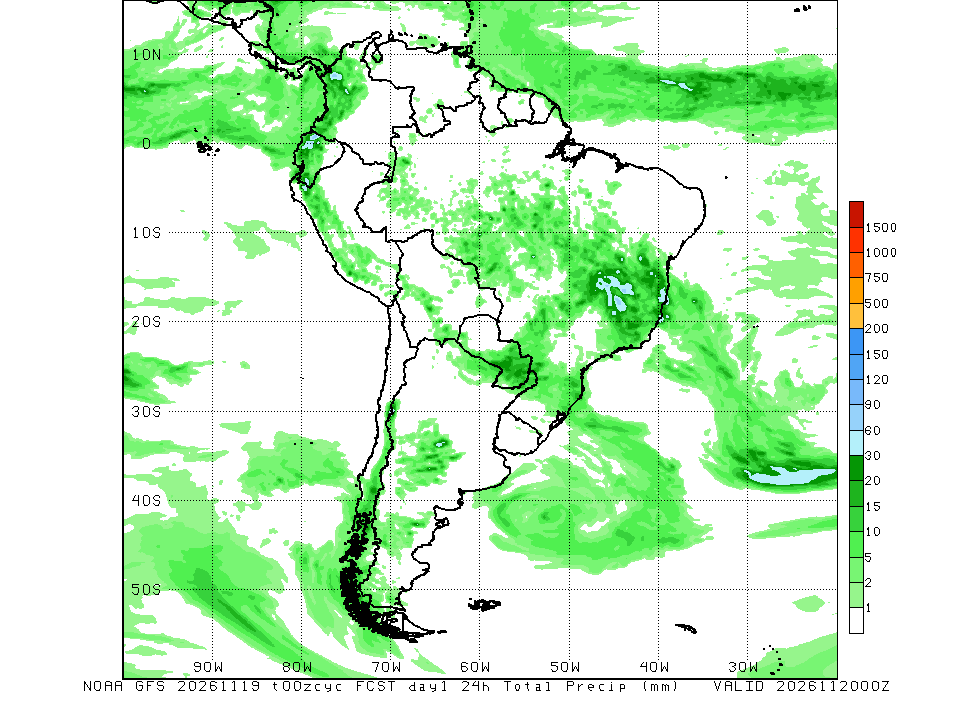 10N
0
10S
20S
30S
40S
50S
90W 80W 70W 60W 50W 40W 30W
1500
1000
750
500
200
150
120
90
60
30
20
15
10
5
2
1
NOAA GFS 20261119 t00zcyc FCST day1 24h Total Precip (mm) VALID 2026112000Z